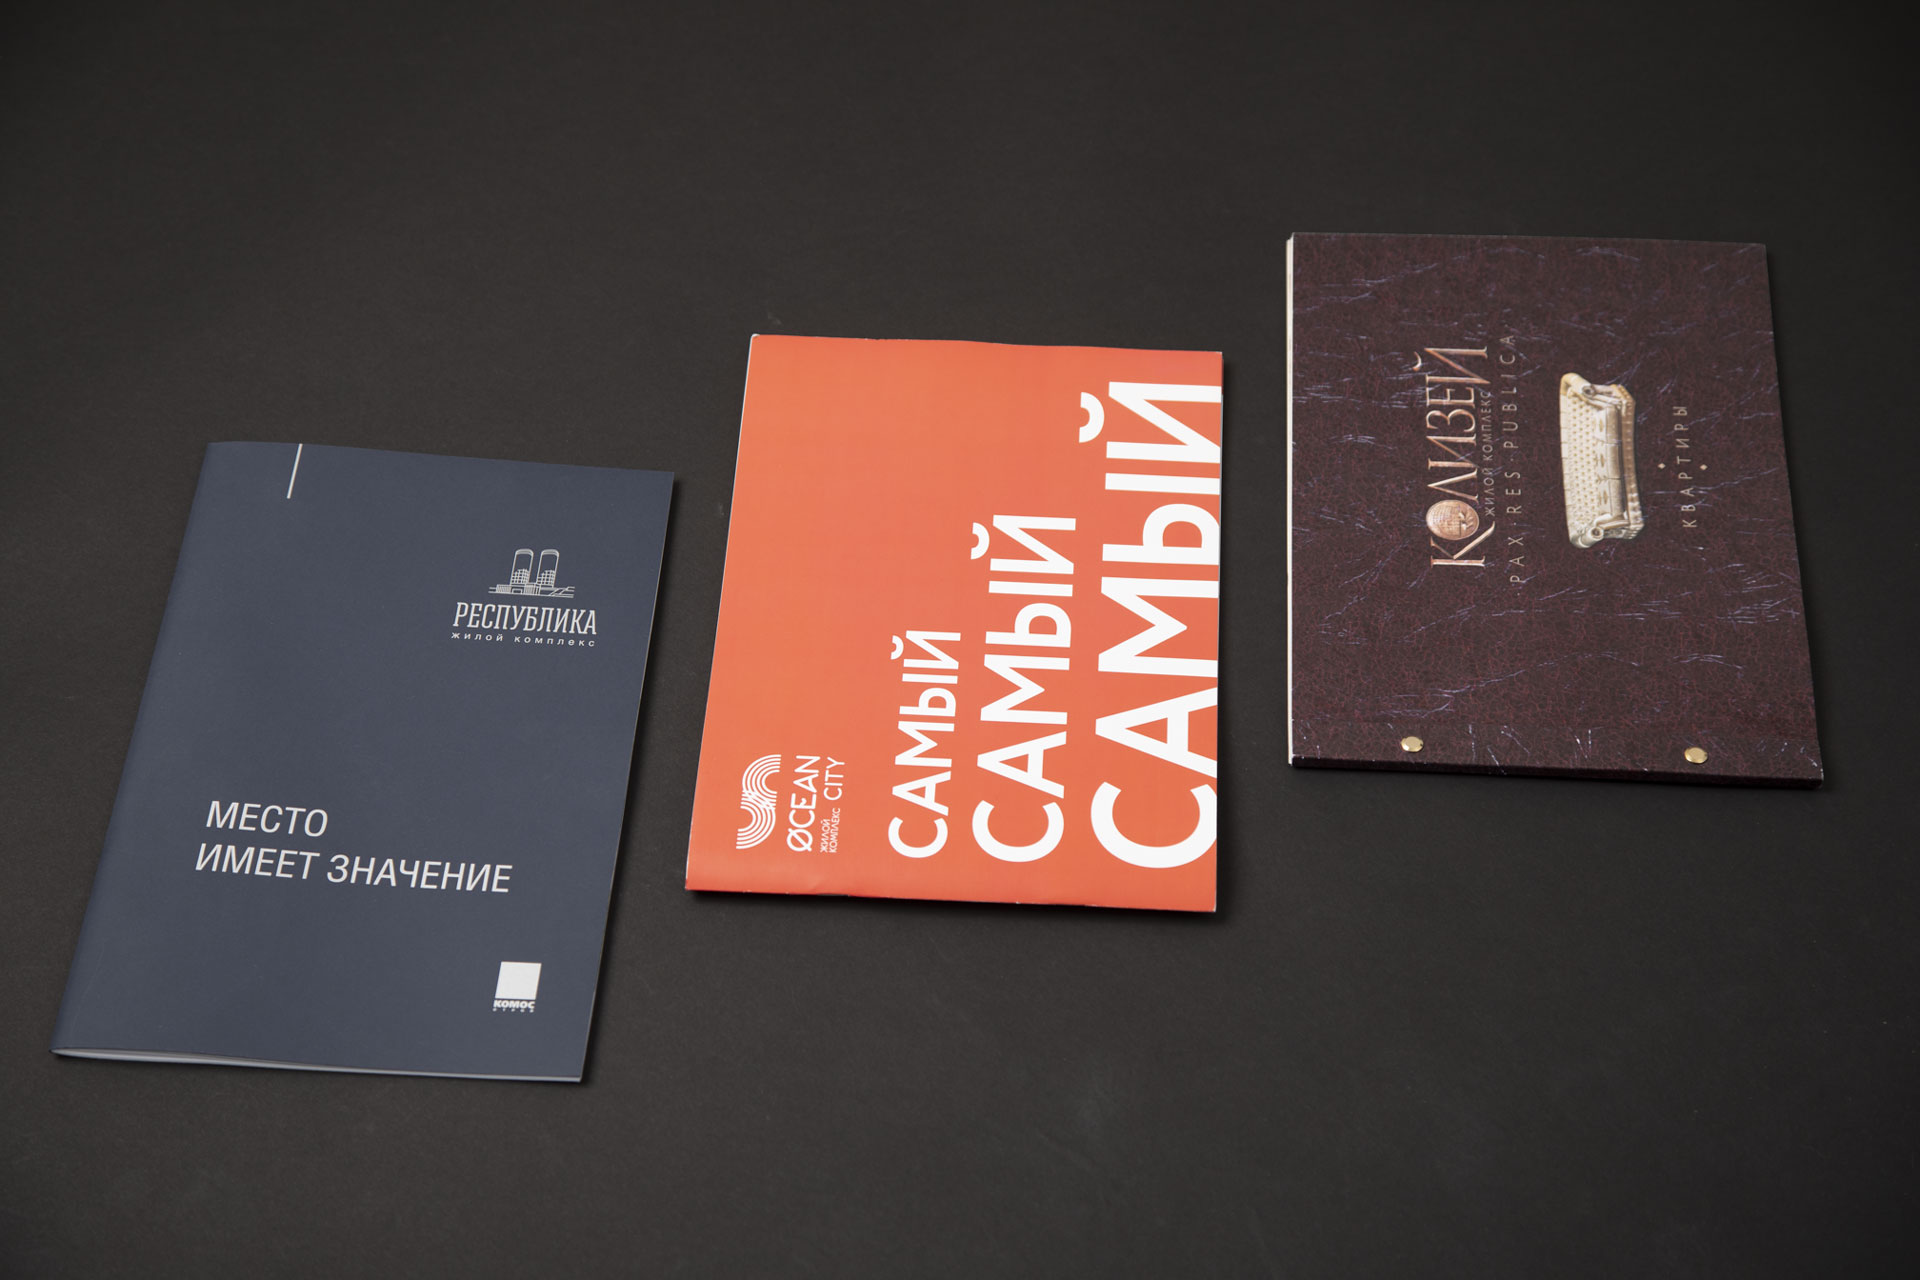 РЕСПУБЛИКА
жилой комплекс
МЕСТО
ИМЕЕТ ЗНАЧЕНИЕ
КОМОС
ØCEAN
ЖИЛОЙ
КОМПЛЕКС CITY
САМЫЙ
САМЫЙ
САМЫЙ
КОЛИЗЕЙ
ЖИЛОЙ КОМПЛЕКС
PAX·RES·PUBLICA
КВАРТИРЫ